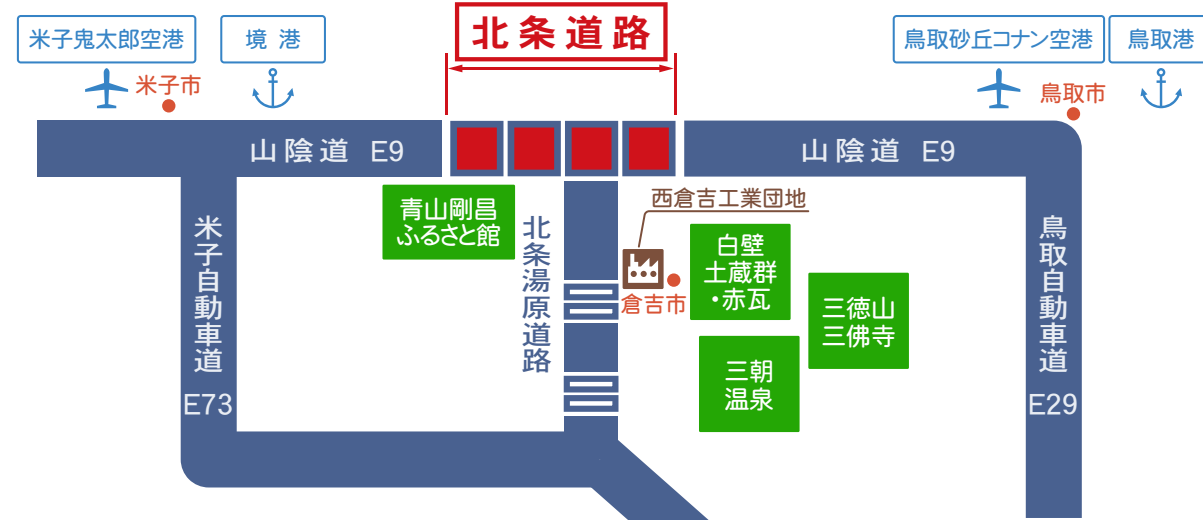 北条道路
米子鬼太郎空港
境港
鳥取砂丘コナン空港
鳥取港
米子市
鳥取市
山陰道 E9
山陰道 E9
青山剛昌
ふるさと館
西倉吉工業団地
米子自動車道
E73
北条湯原道路
倉吉市
白壁
土蔵群
・赤瓦
三徳山
三佛寺
三朝
温泉
鳥取自動車道
E29